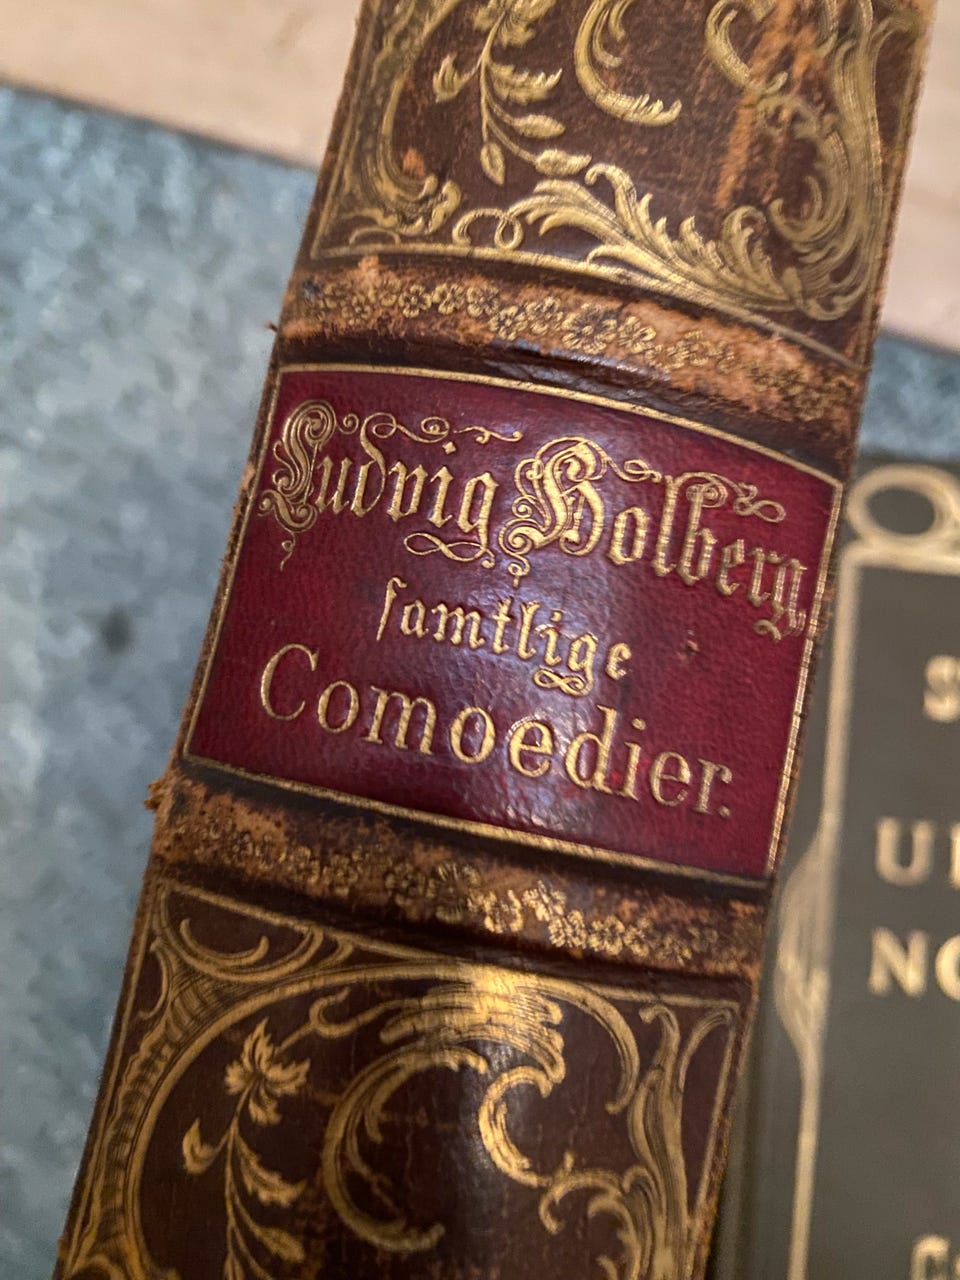 Ludvig Holberg,
samtlige
Comoedier.